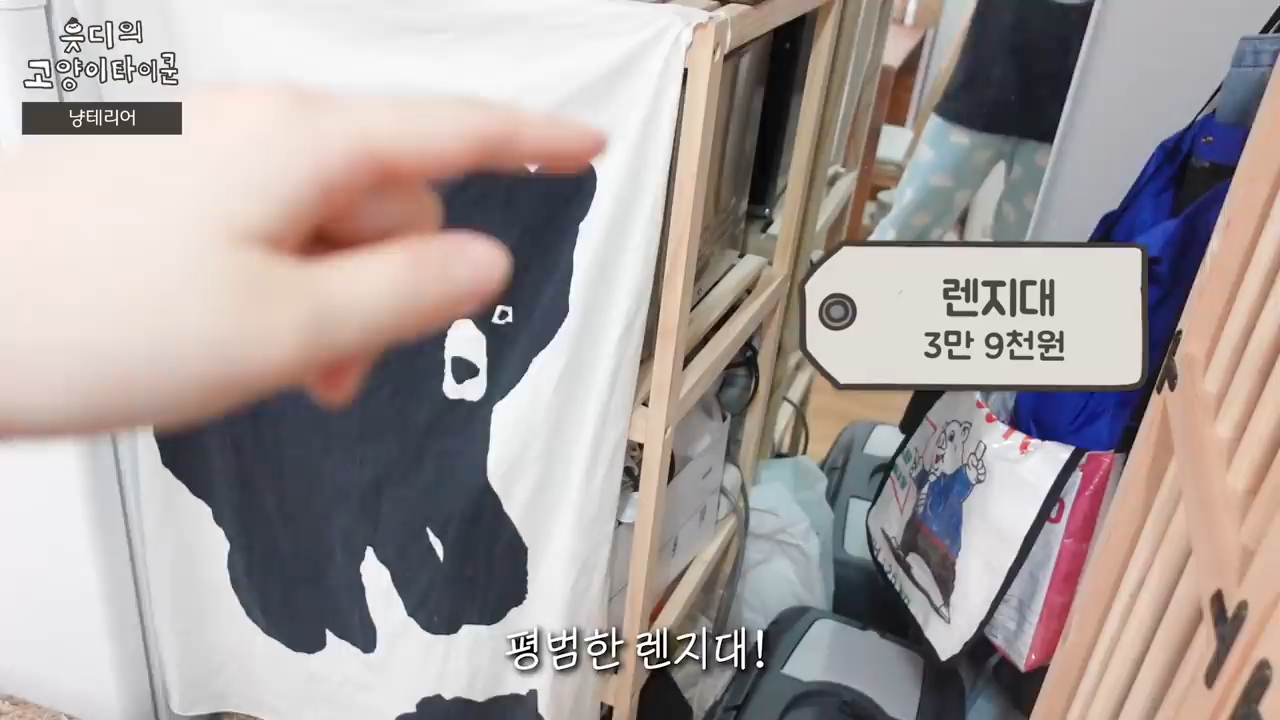 읏디의
고양이타이쿤
냥테리어
렌지대
3만 9천원
평범한 렌지대!